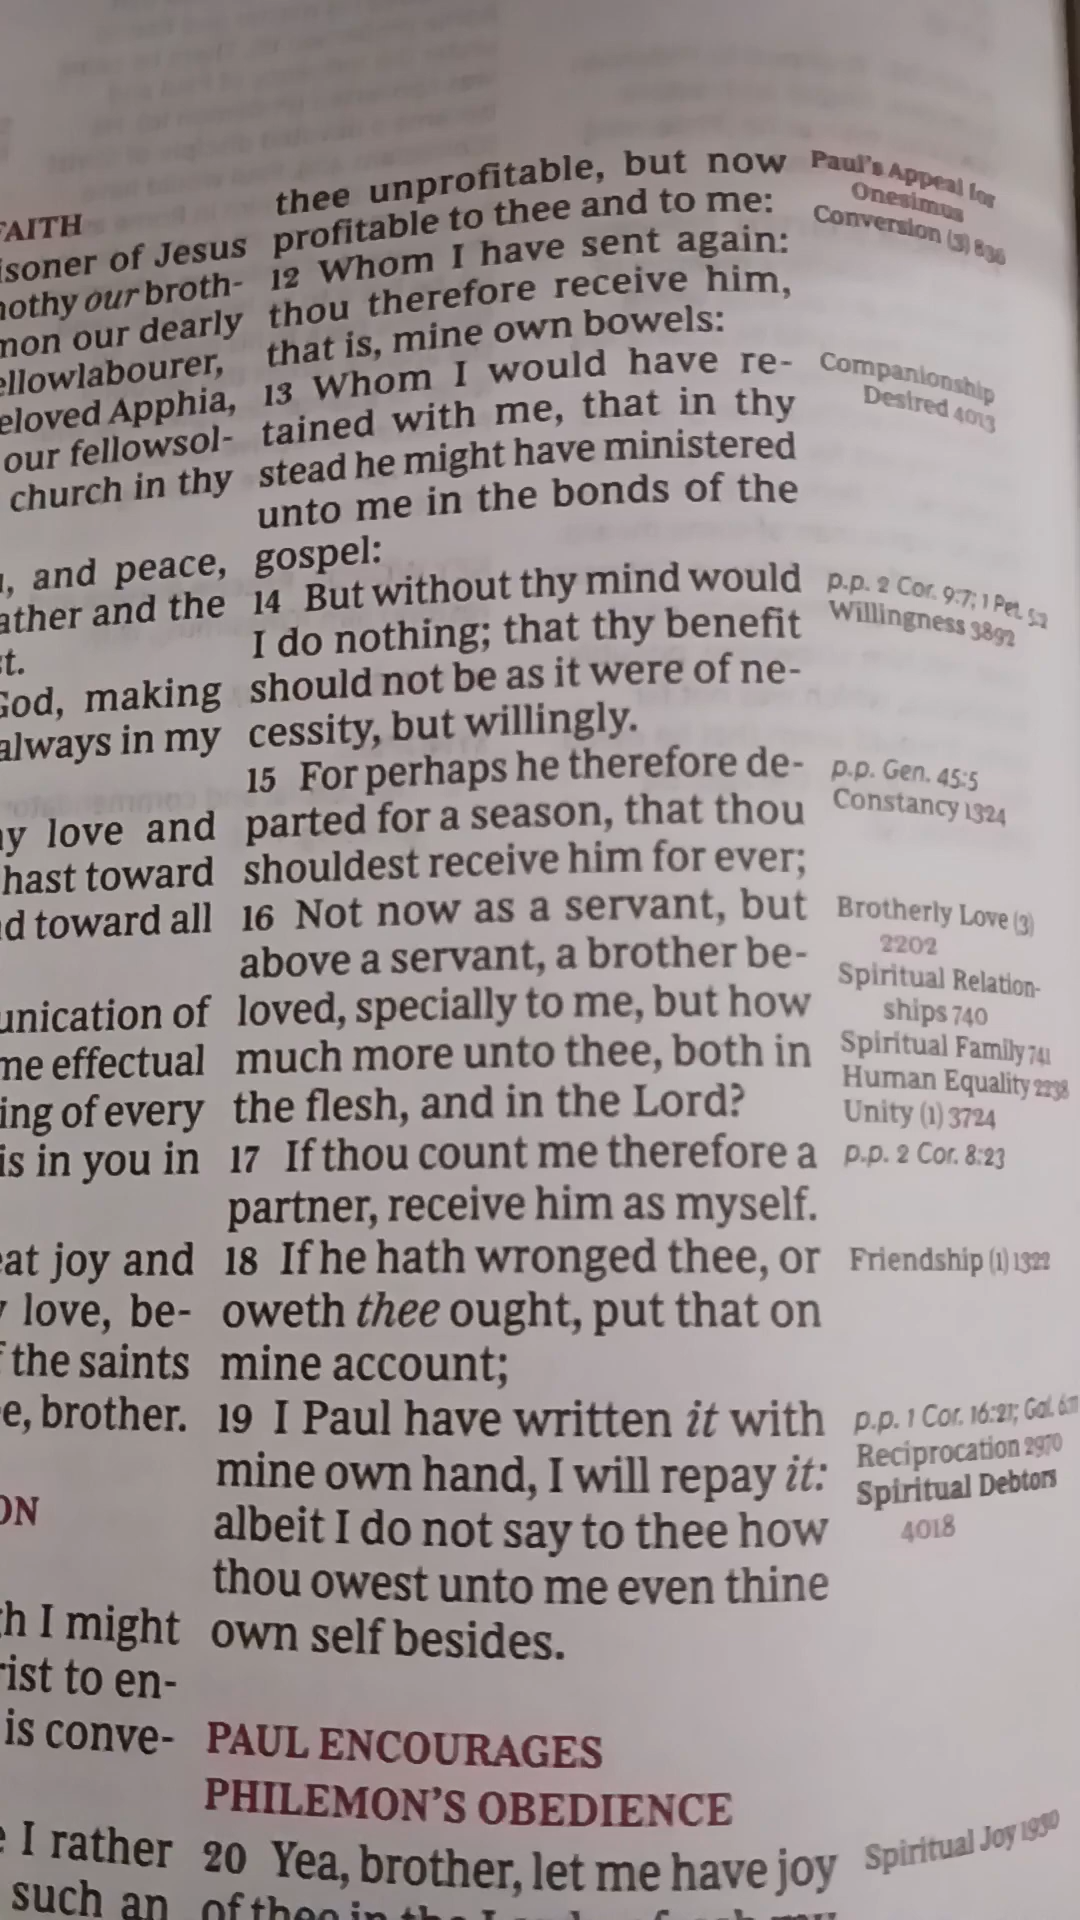 FAITH
isoner of Jesus
nothy our broth-
mon our dearly
ellowlabourer,
eloved Apphia,
our fellowsol-
church in thy
, and peace,
ather and the
t.
God, making
always in my
y love and
hast toward
d toward all
unication of
me effectual
ing of every
is in you in
eat joy and
love, be-
the saints
e, brother.
ON
h I might
rist to en-
is conve-
I rather
such an
thee unprofitable, but now
profitable to thee and to me:
12 Whom I have sent again:
thou therefore receive him,
that is, mine own bowels:
13 Whom I would have re-
tained with me, that in thy
stead he might have ministered
unto me in the bonds of the
gospel:
14 But without thy mind would
I do nothing; that thy benefit
should not be as it were of ne-
cessity, but willingly.
15 For perhaps he therefore de-
parted for a season, that thou
shouldest receive him for ever;
16 Not now as a servant, but
above a servant, a brother be-
loved, specially to me, but how
much more unto thee, both in
the flesh, and in the Lord?
17 If thou count me therefore a
partner, receive him as myself.
18 If he hath wronged thee, or
oweth thee ought, put that on
mine account;
19 I Paul have written it with
mine own hand, I will repay it:
albeit I do not say to thee how
thou owest unto me even thine
own self besides.
PAUL ENCOURAGES
PHILEMON'S OBEDIENCE
20 Yea, brother, let me have joy
of thee in the Lord
Paul's Appeal for
Onesimus
Conversion (3) 836
Companionship
Desired 4013
p.p. 2 Cor. 9:7; 1 Pet. 5:2
Willingness 3892
p.p. Gen. 45:5
Constancy 1324
Brotherly Love (3)
2202
Spiritual Relation-
ships 740
Spiritual Family 741
Human Equality 2238
Unity (1) 3724
p.p. 2 Cor. 8:23
Friendship (1) 1322
p.p. 1 Cor. 16:21; Gal. 6:11
Reciprocation 2970
Spiritual Debtors
4018
Spiritual Joy 1930